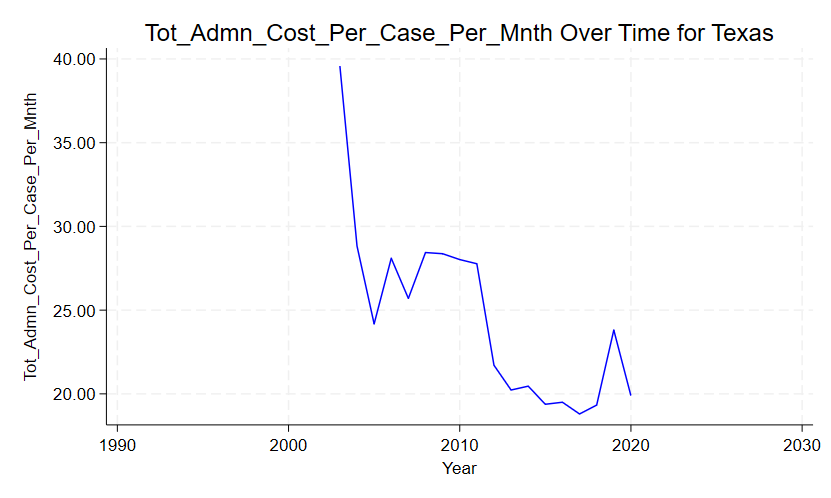 Tot_Admn_Cost_Per_Case_Per_Mnth Over Time for Texas
Tot_Admn_Cost_Per_Case_Per_Mnth
40.00
35.00
30.00
25.00
20.00
1990 2000 2010 2020 2030
Year